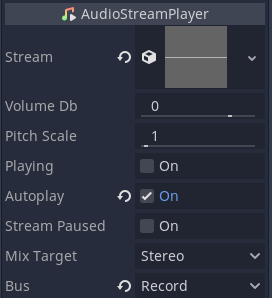 AudioStreamPlayer
Stream
Volume Db 0
Pitch Scale 1
Playing On
Autoplay On
Stream Paused On
Mix Target Stereo
Bus Record